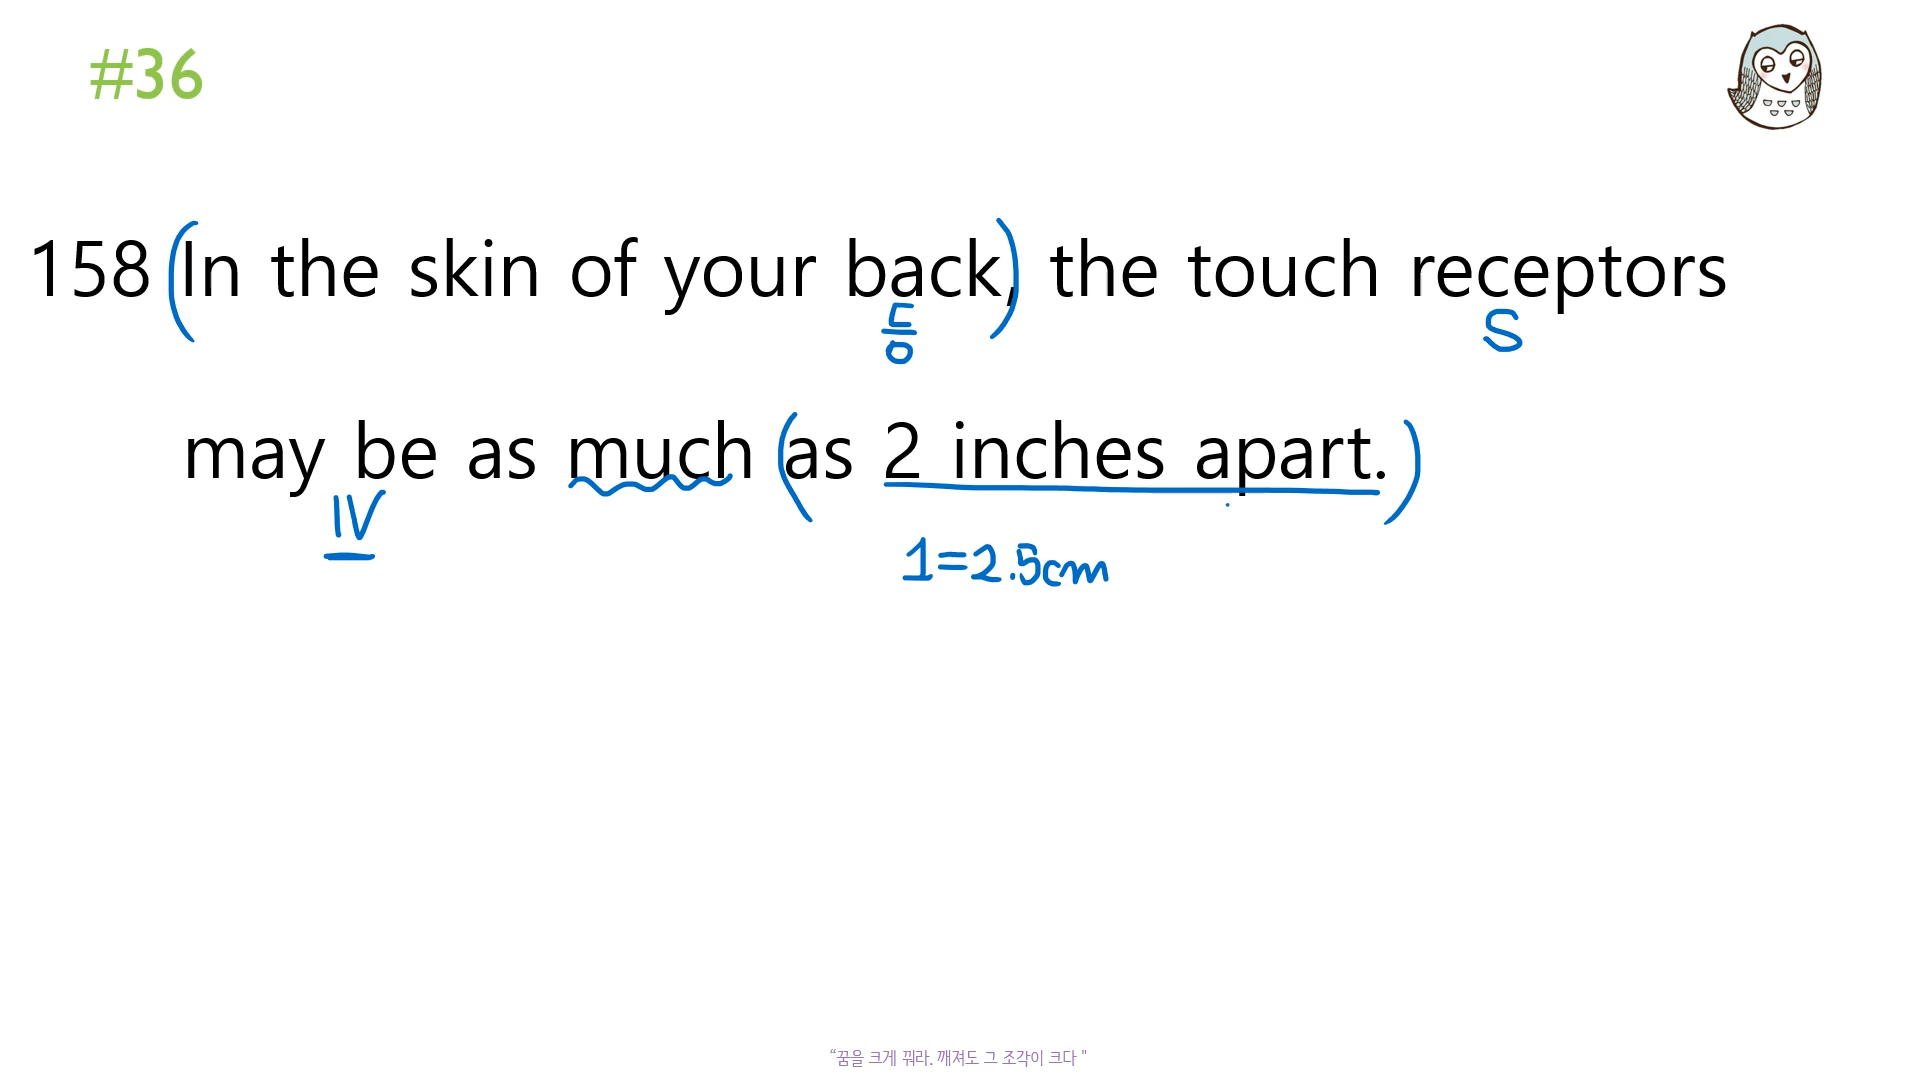 #36
158 (In the skin of your back,) the touch receptors
등
S
may be as much (as 2 inches apart.)
IV
1=2.5cm
“꿈을 크게 꿔라. 깨져도 그 조각이 크다 "